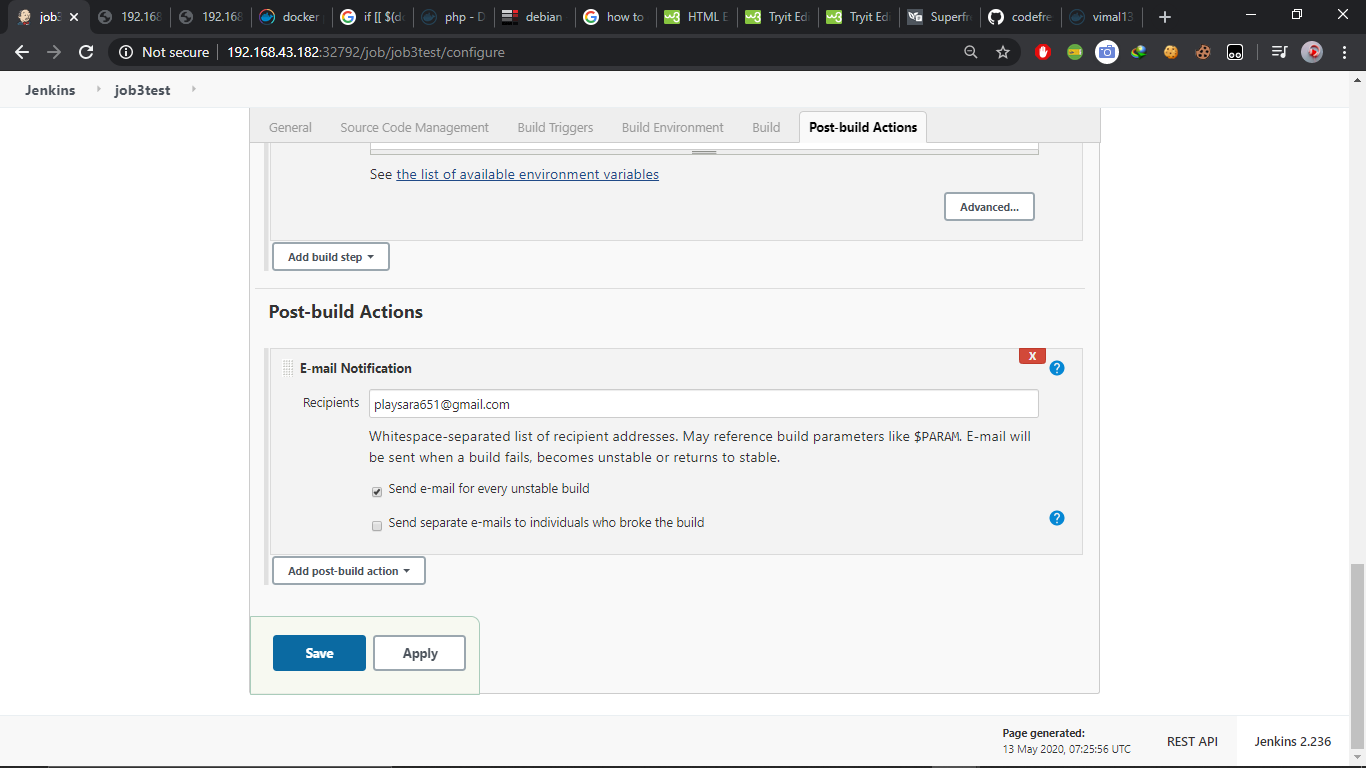 job3
192.168
192.168
docker
if [[ $(d
php - D
debian
how to
HTML E
Tryit Edi
Tryit Edi
Superfr
codefre
vimal13
Not secure
192.168.43.182:32792/job/job3test/configure
Jenkins
job3test
General
Source Code Management
Build Triggers
Build Environment
Build
Post-build Actions
See the list of available environment variables
Advanced...
Add build step
Post-build Actions
X
E-mail Notification
?
Recipients
playsara651@gmail.com
Whitespace-separated list of recipient addresses. May reference build parameters like $PARAM. E-mail will
be sent when a build fails, becomes unstable or returns to stable.
Send e-mail for every unstable build
Send separate e-mails to individuals who broke the build
?
Add post-build action
Save
Apply
Page generated:
13 May 2020, 07:25:56 UTC
REST API
Jenkins 2.236